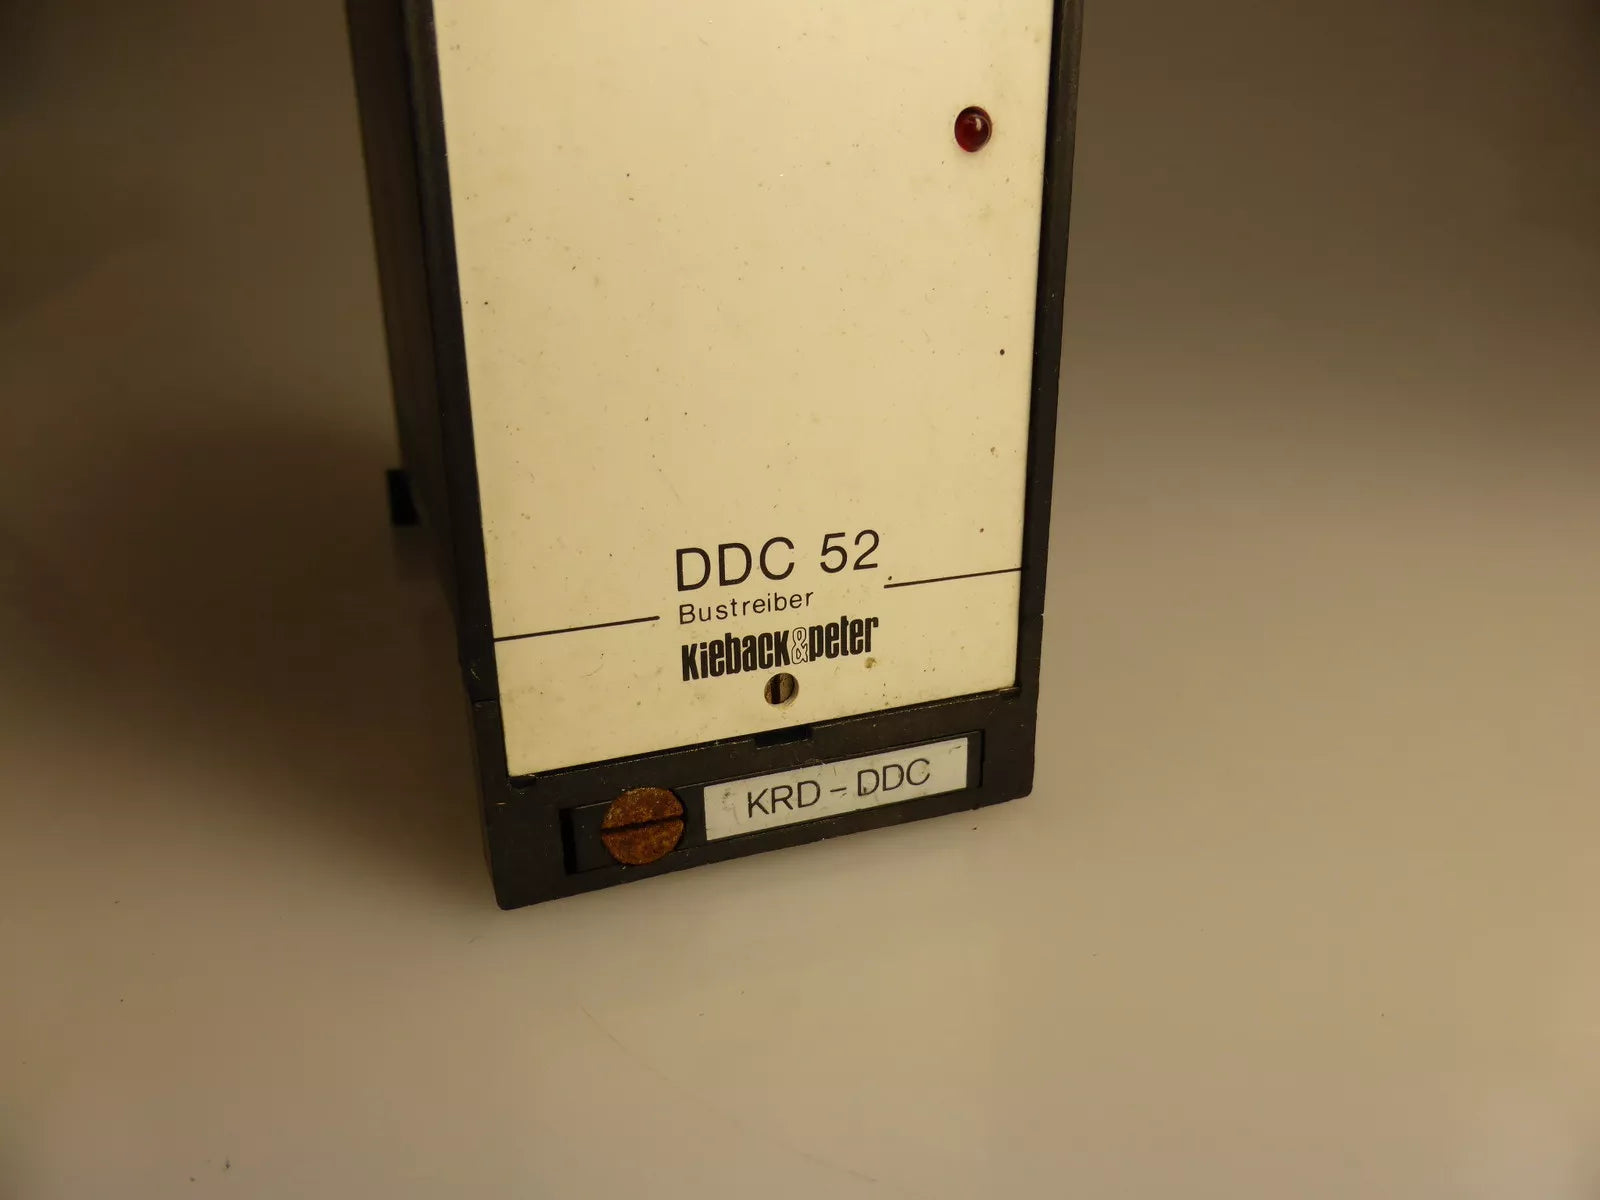 DDC 52
Bustreiber
Kieback&peter
KRD - DDC